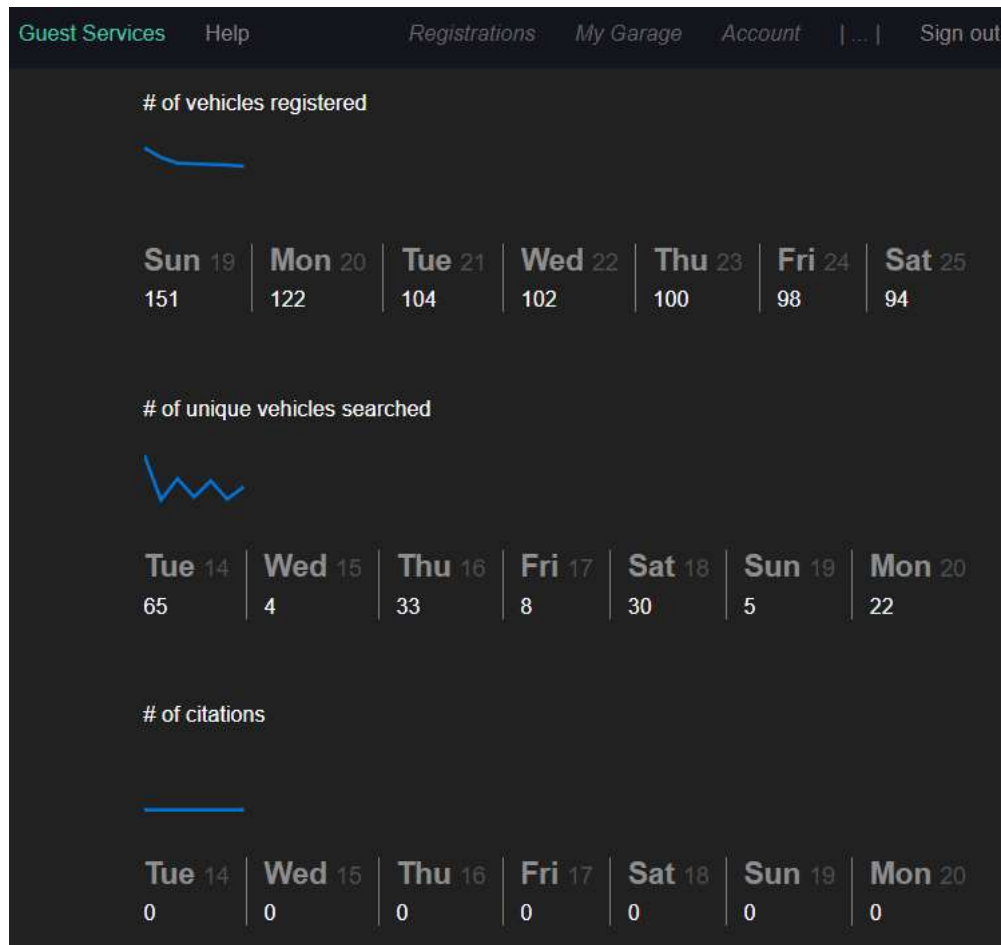 Guest Services Help Registrations My Garage Account | ... | Sign out
# of vehicles registered
Sun 19 Mon 20 Tue 21 Wed 22 Thu 23 Fri 24 Sat 25
151 122 104 102 100 98 94
# of unique vehicles searched
Tue 14 Wed 15 Thu 16 Fri 17 Sat 18 Sun 19 Mon 20
65 4 33 8 30 5 22
# of citations
Tue 14 Wed 15 Thu 16 Fri 17 Sat 18 Sun 19 Mon 20
0 0 0 0 0 0 0